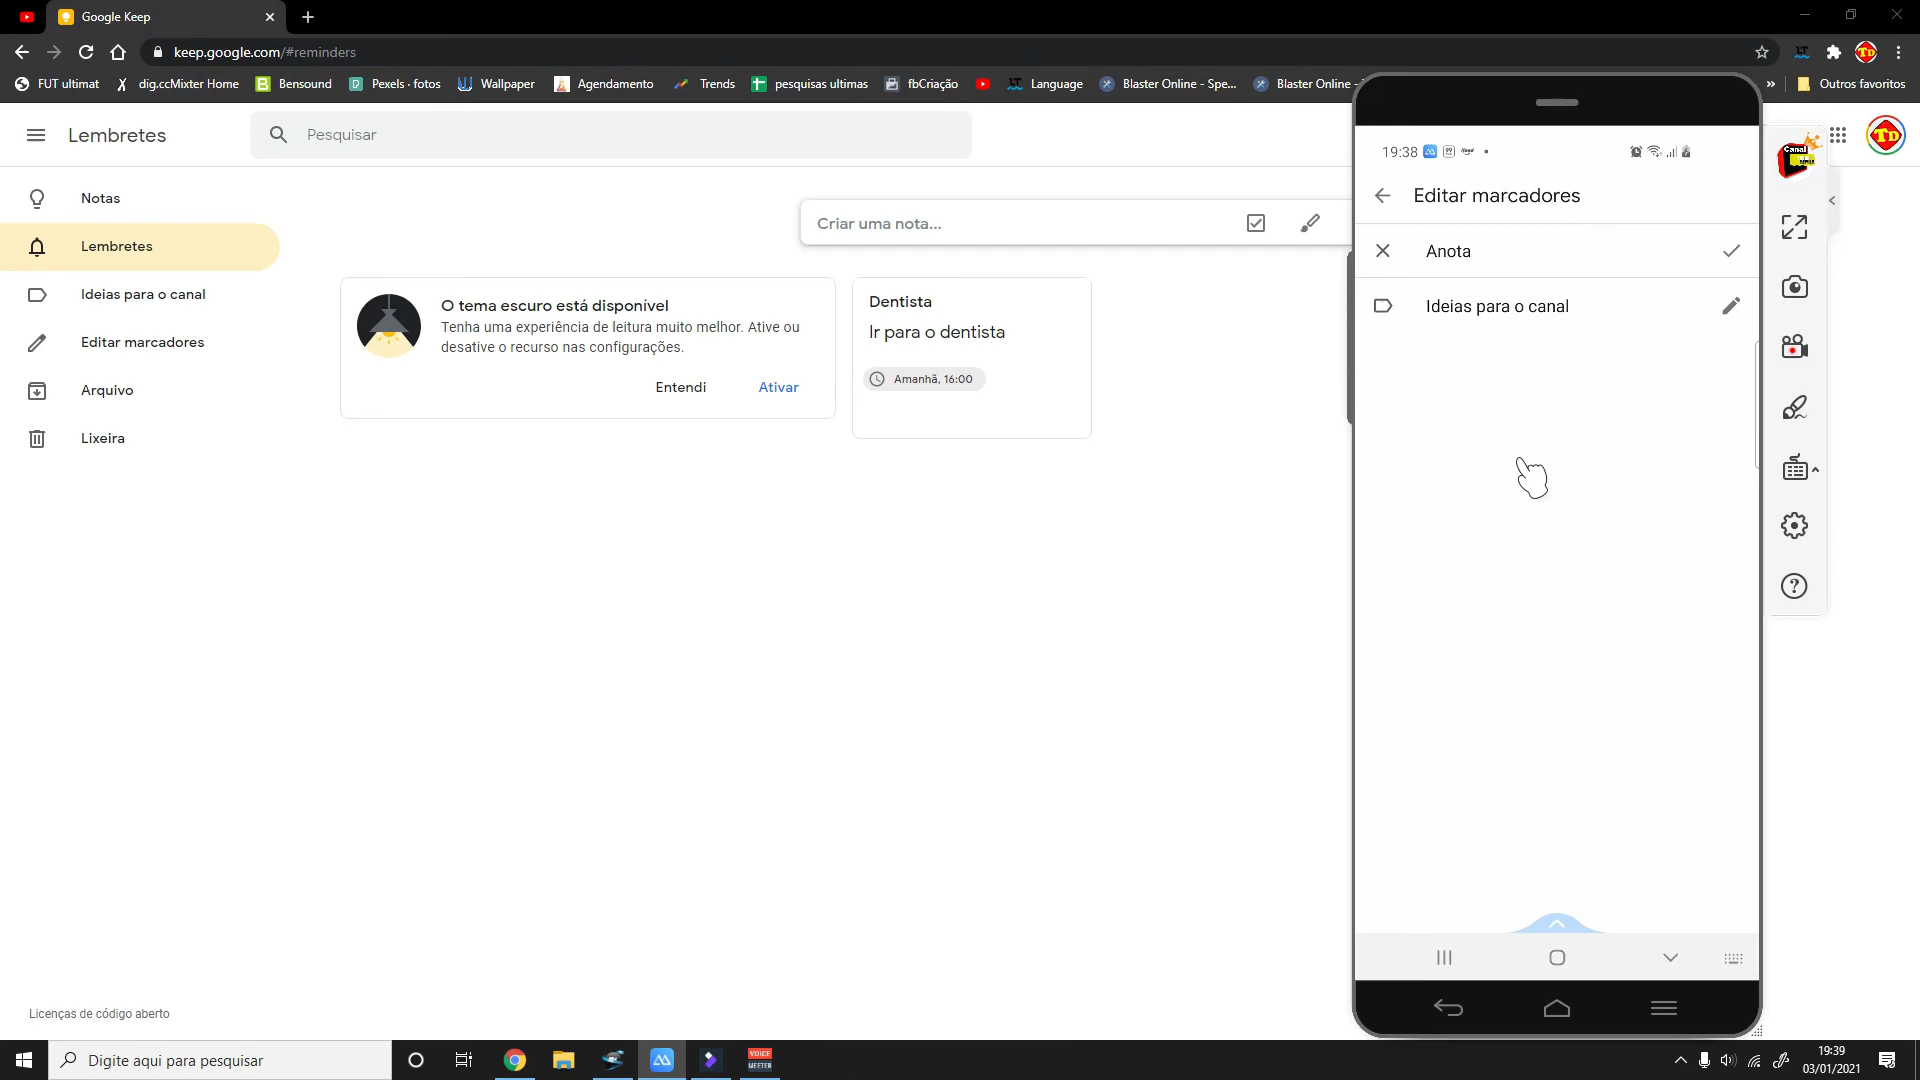 Google Keep
keep.google.com/#reminders
FUT ultimat
dig.ccMixter Home
Bensound
Pexels · fotos
Wallpaper
Agendamento
Trends
pesquisas ultimas
fbCriação
Language
Blaster Online - Spe...
Blaster Online -
»
Outros favoritos
Lembretes
Pesquisar
Notas
Lembretes
Ideias para o canal
Editar marcadores
Arquivo
Lixeira
Criar uma nota...
O tema escuro está disponível
Tenha uma experiência de leitura muito melhor. Ative ou
desative o recurso nas configurações.
Entendi
Ativar
Dentista
Ir para o dentista
Amanhã, 16:00
19:38
Editar marcadores
Anota
Ideias para o canal
Canal
TD
Licenças de código aberto
Digite aqui para pesquisar
VOICE
MEETER
19:39
03/01/2021